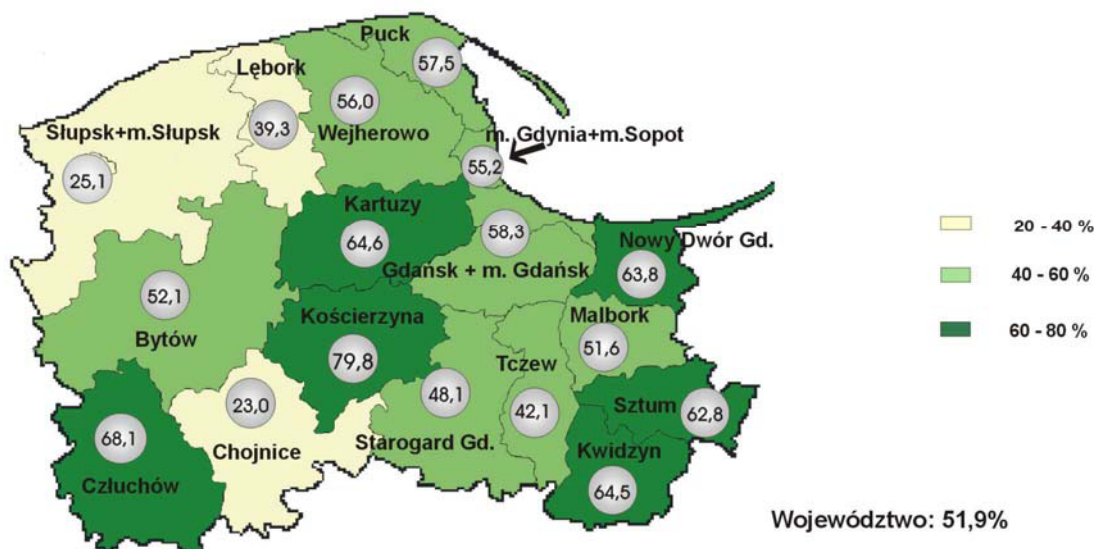 Puck
57,5
Lębork
39,3
56,0
Wejherowo
Słupsk+m.Słupsk
25,1
m. Gdynia+m.Sopot
55,2
Kartuzy
64,6
58,3
Gdańsk + m. Gdańsk
Nowy Dwór Gd.
63,8
20 - 40 %
40 - 60 %
60 - 80 %
52,1
Bytów
Kościerzyna
79,8
Malbork
51,6
Tczew
42,1
48,1
Starogard Gd.
23,0
Chojnice
68,1
Człuchów
Sztum
62,8
Kwidzyn
64,5
Województwo: 51,9%